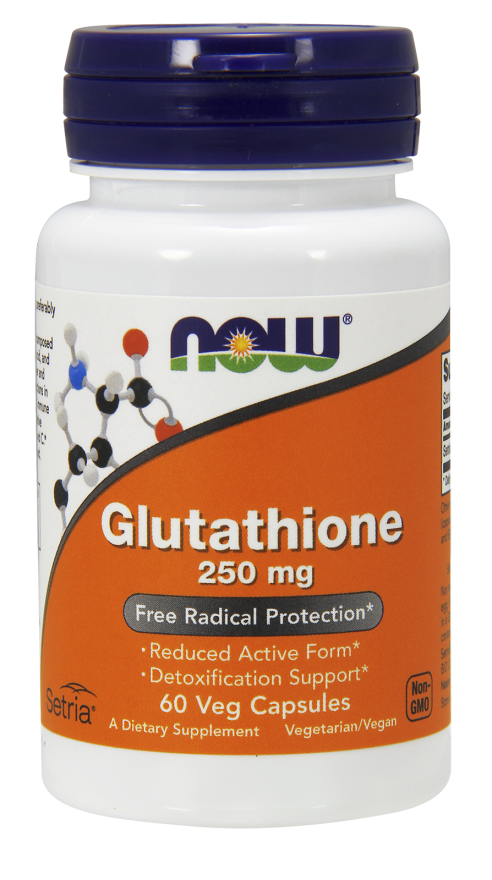 NOW®
Glutathione
250 mg
Free Radical Protection*
• Reduced Active Form*
• Detoxification Support*
60 Veg Capsules
A Dietary Supplement Vegetarian/Vegan
Setria®
Non-
GMO